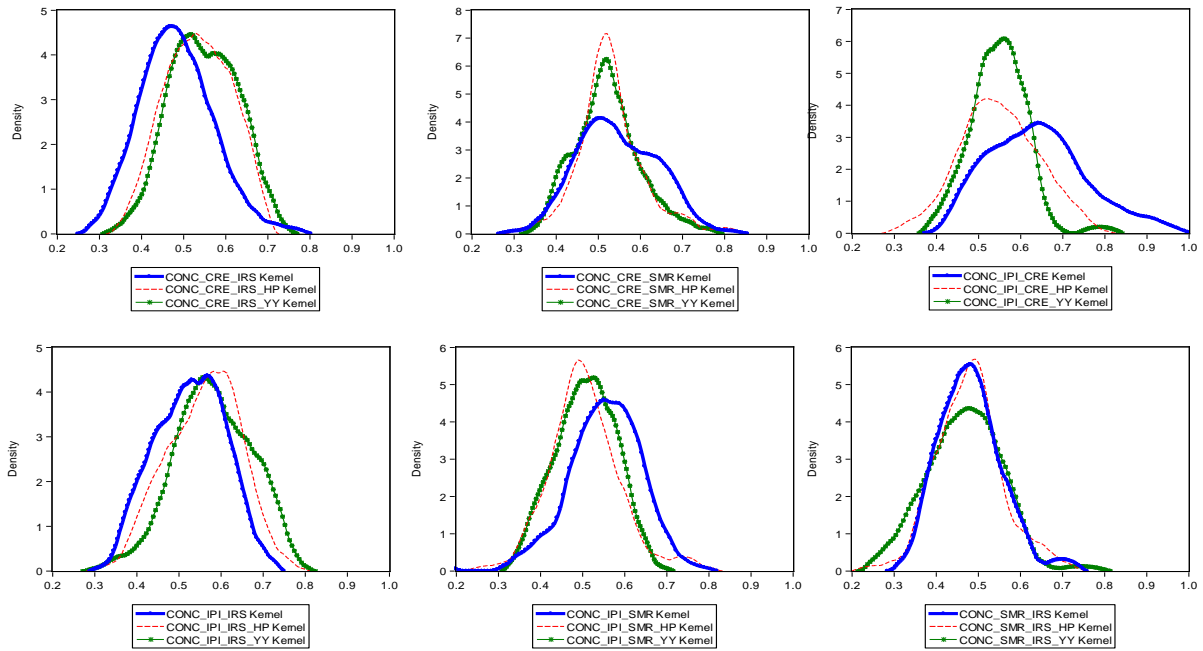 5
4
3
2
1
0
Density
0.2 0.3 0.4 0.5 0.6 0.7 0.8 0.9 1.0
CONC_CRE_IRS Kernel
CONC_CRE_IRS_HP Kernel
CONC_CRE_IRS_YY Kernel
8
7
6
5
4
3
2
1
0
Density
0.2 0.3 0.4 0.5 0.6 0.7 0.8 0.9 1.0
CONC_CRE_SMR Kernel
CONC_CRE_SMR_HP Kernel
CONC_CRE_SMR_YY Kernel
7
6
5
4
3
2
1
0
Density
0.2 0.3 0.4 0.5 0.6 0.7 0.8 0.9 1.0
CONC_IPI_CRE Kernel
CONC_IPI_CRE_HP Kernel
CONC_IPI_CRE_YY Kernel
5
4
3
2
1
0
Density
0.2 0.3 0.4 0.5 0.6 0.7 0.8 0.9 1.0
CONC_IPI_IRS Kernel
CONC_IPI_IRS_HP Kernel
CONC_IPI_IRS_YY Kernel
6
5
4
3
2
1
0
Density
0.2 0.3 0.4 0.5 0.6 0.7 0.8 0.9 1.0
CONC_IPI_SMR Kernel
CONC_IPI_SMR_HP Kernel
CONC_IPI_SMR_YY Kernel
6
5
4
3
2
1
0
Density
0.2 0.3 0.4 0.5 0.6 0.7 0.8 0.9 1.0
CONC_SMR_IRS Kernel
CONC_SMR_IRS_HP Kernel
CONC_SMR_IRS_YY Kernel